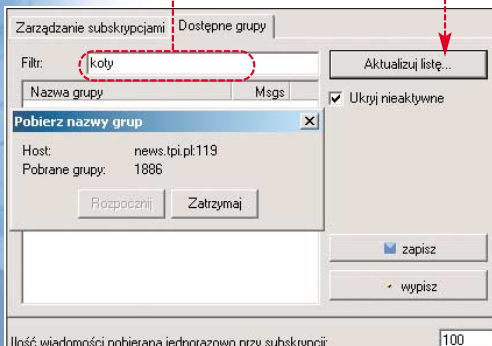 Zarządzanie subskrypcjami Dostępne grupy
Filtr: koty Aktualizuj listę...
Nazwa grupy Msgs
Ukryj nieaktywne
Pobierz nazwy grup
Host: news.tpi.pl:119
Pobrane grupy: 1886
Rozpocznij Zatrzymaj
zapisz
wypisz
Ilość wiadomości pobierana jednorazowo przy subskrypcji: 100